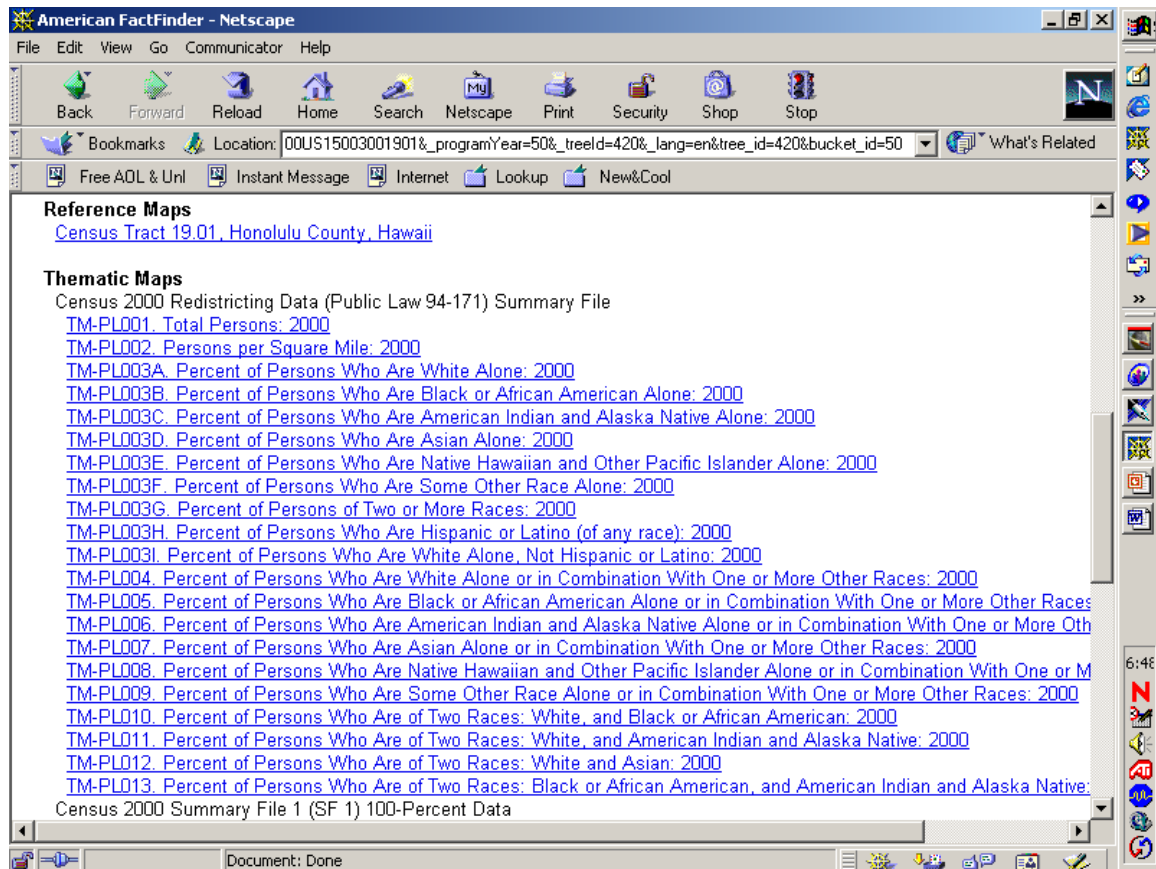 American FactFinder - Netscape
File Edit View Go Communicator Help
My
N
Back Forward Reload Home Search Netscape Print Security Shop Stop
Bookmarks Location: 00US15003001901&_programYear=50&_treeId=420&_lang=en&tree_id=420&bucket_id=50 What's Related
Free AOL & Unl Instant Message Internet Lookup New&Cool
Reference Maps
Census Tract 19.01, Honolulu County, Hawaii
Thematic Maps
Census 2000 Redistricting Data (Public Law 94-171) Summary File
TM-PL001. Total Persons: 2000
TM-PL002. Persons per Square Mile: 2000
TM-PL003A. Percent of Persons Who Are White Alone: 2000
TM-PL003B. Percent of Persons Who Are Black or African American Alone: 2000
TM-PL003C. Percent of Persons Who Are American Indian and Alaska Native Alone: 2000
TM-PL003D. Percent of Persons Who Are Asian Alone: 2000
TM-PL003E. Percent of Persons Who Are Native Hawaiian and Other Pacific Islander Alone: 2000
TM-PL003F. Percent of Persons Who Are Some Other Race Alone: 2000
TM-PL003G. Percent of Persons of Two or More Races: 2000
TM-PL003H. Percent of Persons Who Are Hispanic or Latino (of any race): 2000
TM-PL003I. Percent of Persons Who Are White Alone, Not Hispanic or Latino: 2000
TM-PL004. Percent of Persons Who Are White Alone or in Combination With One or More Other Races: 2000
TM-PL005. Percent of Persons Who Are Black or African American Alone or in Combination With One or More Other Races
TM-PL006. Percent of Persons Who Are American Indian and Alaska Native Alone or in Combination With One or More Oth
TM-PL007. Percent of Persons Who Are Asian Alone or in Combination With One or More Other Races: 2000
TM-PL008. Percent of Persons Who Are Native Hawaiian and Other Pacific Islander Alone or in Combination With One or M
TM-PL009. Percent of Persons Who Are Some Other Race Alone or in Combination With One or More Other Races: 2000
TM-PL010. Percent of Persons Who Are of Two Races: White, and Black or African American: 2000
TM-PL011. Percent of Persons Who Are of Two Races: White, and American Indian and Alaska Native: 2000
TM-PL012. Percent of Persons Who Are of Two Races: White and Asian: 2000
TM-PL013. Percent of Persons Who Are of Two Races: Black or African American, and American Indian and Alaska Native:
Census 2000 Summary File 1 (SF 1) 100-Percent Data
Document: Done
6:48
N